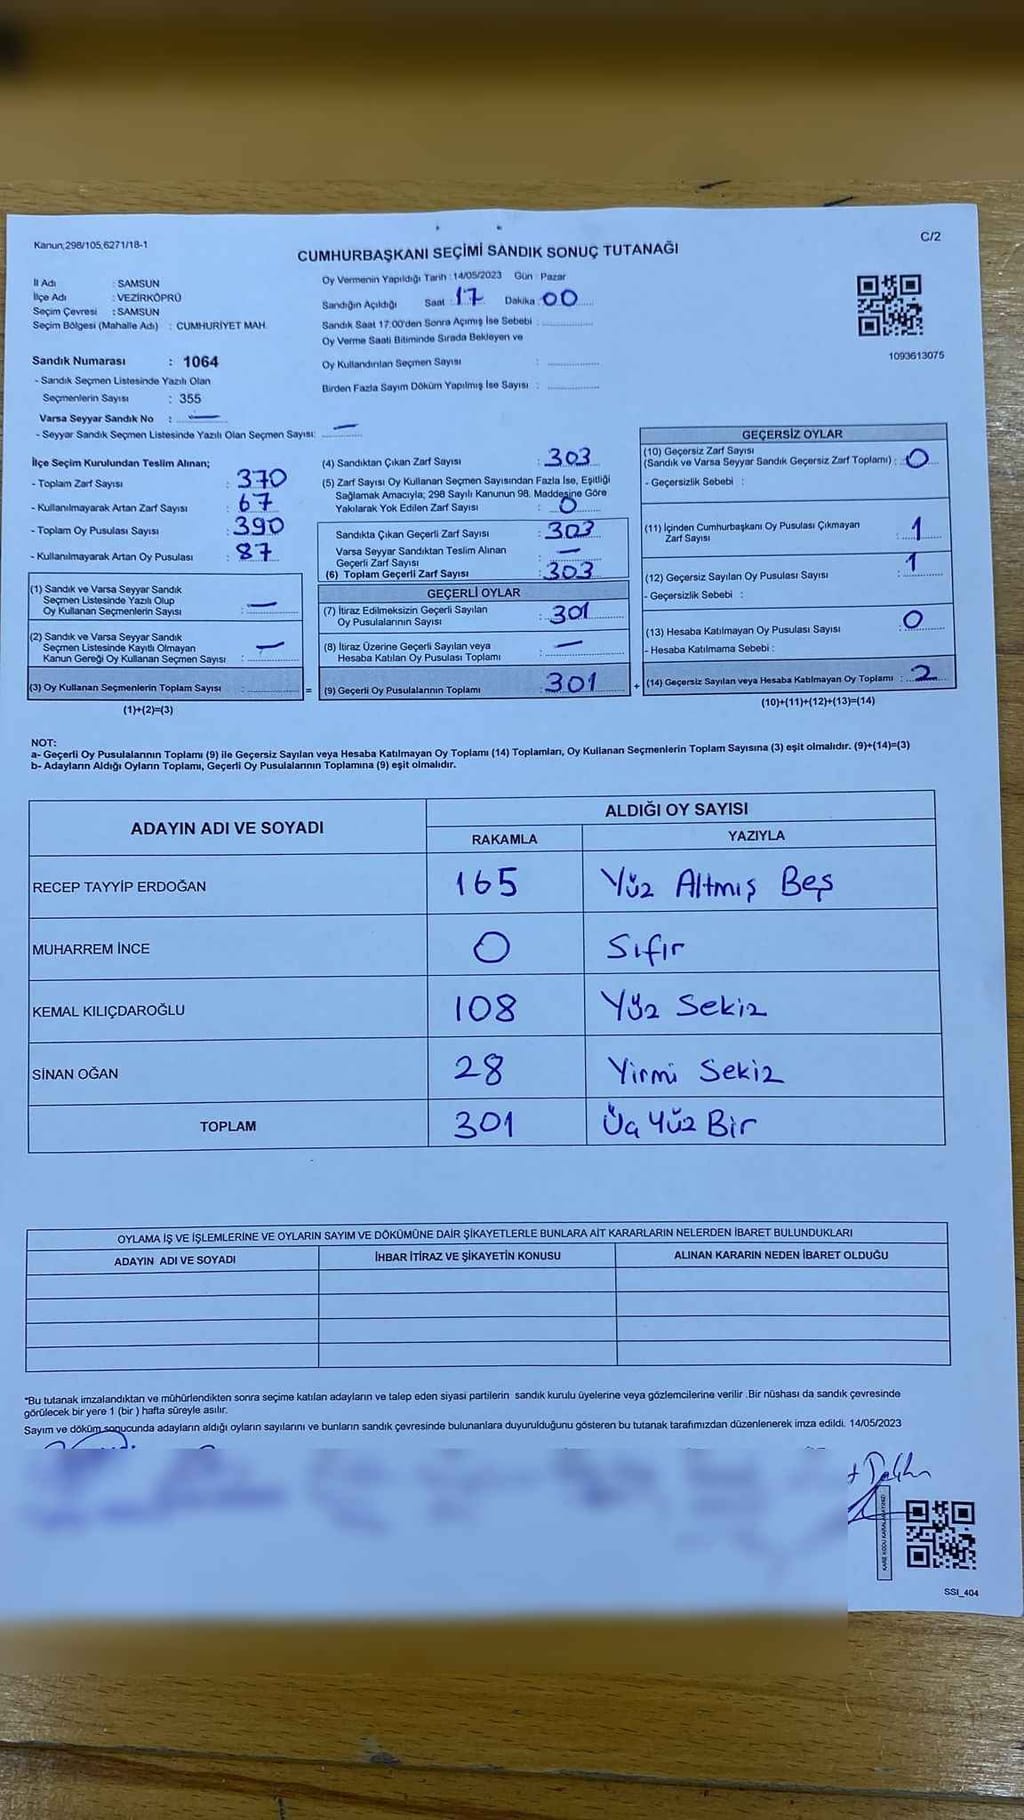 Kanun;298/105,6271/18-1
C/2
CUMHURBAŞKANI SEÇİMİ SANDIK SONUÇ TUTANAĞI
İl Adı : SAMSUN
İlçe Adı : VEZİRKÖPRÜ
Seçim Çevresi : SAMSUN
Seçim Bölgesi (Mahalle Adı) : CUMHURİYET MAH.
Sandık Numarası : 1064
- Sandık Seçmen Listesinde Yazılı Olan
Seçmenlerin Sayısı : 355
Varsa Seyyar Sandık No : —
- Seyyar Sandık Seçmen Listesinde Yazılı Olan Seçmen Sayısı: —
Oy Vermenin Yapıldığı Tarih : 14/05/2023 Gün : Pazar
Sandığın Açıldığı Saat : 17 Dakika : 00
Sandık Saat 17:00'den Sonra Açımış İse Sebebi :
Oy Verme Saati Bitiminde Sırada Bekleyen ve
Oy Kullandırılan Seçmen Sayısı :
Birden Fazla Sayım Döküm Yapılmış İse Sayısı :
1093613075
İlçe Seçim Kurulundan Teslim Alınan;
- Toplam Zarf Sayısı : 370
- Kullanılmayarak Artan Zarf Sayısı : 67
- Toplam Oy Pusulası Sayısı : 390
- Kullanılmayarak Artan Oy Pusulası : 87
(1) Sandık ve Varsa Seyyar Sandık
Seçmen Listesinde Yazılı Olup
Oy Kullanan Seçmenlerin Sayısı : —
(2) Sandık ve Varsa Seyyar Sandık
Seçmen Listesinde Kayıtlı Olmayan
Kanun Gereği Oy Kullanan Seçmen Sayısı : —
(3) Oy Kullanan Seçmenlerin Toplam Sayısı : =
(1)+(2)=(3)
(4) Sandıktan Çıkan Zarf Sayısı : 303
(5) Zarf Sayısı Oy Kullanan Seçmen Sayısından Fazla İse, Eşitliği
Sağlamak Amacıyla; 298 Sayılı Kanunun 98. Maddesine Göre
Yakılarak Yok Edilen Zarf Sayısı : 0
Sandıkta Çıkan Geçerli Zarf Sayısı : 303
Varsa Seyyar Sandıktan Teslim Alınan
Geçerli Zarf Sayısı : —
(6) Toplam Geçerli Zarf Sayısı : 303
GEÇERLİ OYLAR
(7) İtiraz Edilmeksizin Geçerli Sayılan
Oy Pusulalarının Sayısı : 301
(8) İtiraz Üzerine Geçerli Sayılan veya
Hesaba Katılan Oy Pusulası Toplamı : —
(9) Geçerli Oy Pusulalarının Toplamı : 301 +
GEÇERSİZ OYLAR
(10) Geçersiz Zarf Sayısı
(Sandık ve Varsa Seyyar Sandık Geçersiz Zarf Toplamı) : 0
- Geçersizlik Sebebi :
(11) İçinden Cumhurbaşkanı Oy Pusulası Çıkmayan
Zarf Sayısı : 1
(12) Geçersiz Sayılan Oy Pusulası Sayısı : 1
- Geçersizlik Sebebi :
(13) Hesaba Katılmayan Oy Pusulası Sayısı : 0
- Hesaba Katılmama Sebebi :
(14) Geçersiz Sayılan veya Hesaba Katılmayan Oy Toplamı : 2
(10)+(11)+(12)+(13)=(14)
NOT:
a- Geçerli Oy Pusulalarının Toplamı (9) ile Geçersiz Sayılan veya Hesaba Katılmayan Oy Toplamı (14) Toplamları, Oy Kullanan Seçmenlerin Toplam Sayısına (3) eşit olmalıdır. (9)+(14)=(3)
b- Adayların Aldığı Oyların Toplamı, Geçerli Oy Pusulalarının Toplamına (9) eşit olmalıdır.
ADAYIN ADI VE SOYADI
ALDIĞI OY SAYISI
RAKAMLA YAZIYLA
RECEP TAYYİP ERDOĞAN 165 Yüz Altmış Beş
MUHARREM İNCE 0 Sıfır
KEMAL KILIÇDAROĞLU 108 Yüz Sekiz
SİNAN OĞAN 28 Yirmi Sekiz
TOPLAM 301 Üç Yüz Bir
OYLAMA İŞ VE İŞLEMLERİNE VE OYLARIN SAYIM VE DÖKÜMÜNE DAİR ŞİKAYETLERLE BUNLARA AİT KARARLARIN NELERDEN İBARET BULUNDUKLARI
ADAYIN ADI VE SOYADI İHBAR İTİRAZ VE ŞİKAYETİN KONUSU ALINAN KARARIN NEDEN İBARET OLDUĞU
*Bu tutanak imzalandıktan ve mühürlendikten sonra seçime katılan adayların ve talep eden siyasi partilerin sandık kurulu üyelerine veya gözlemcilerine verilir .Bir nüshası da sandık çevresinde
görülecek bir yere 1 (bir ) hafta süreyle asılır.
Sayım ve döküm sonucunda adayların aldığı oyların sayılarını ve bunların sandık çevresinde bulunanlara duyurulduğunu gösteren bu tutanak tarafımızdan düzenlenerek imza edildi. 14/05/2023
SSI_404